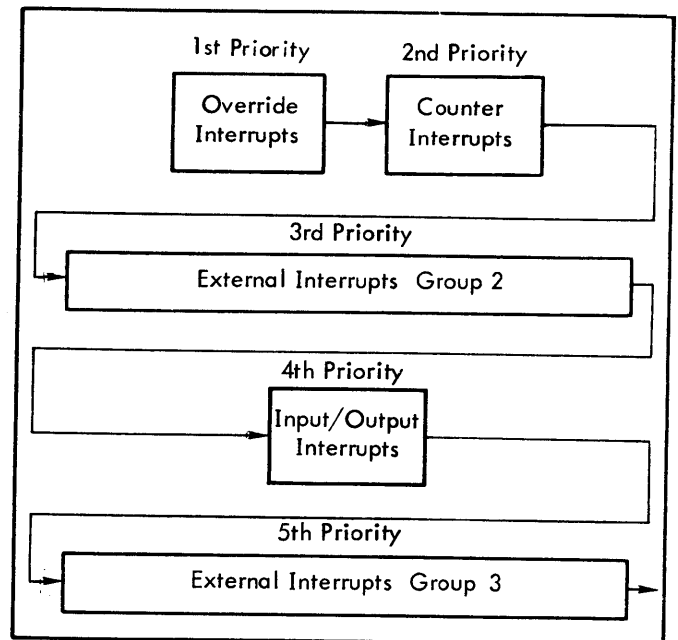 1st Priority
2nd Priority
Override
Interrupts
Counter
Interrupts
3rd Priority
External Interrupts Group 2
4th Priority
Input/Output
Interrupts
5th Priority
External Interrupts Group 3